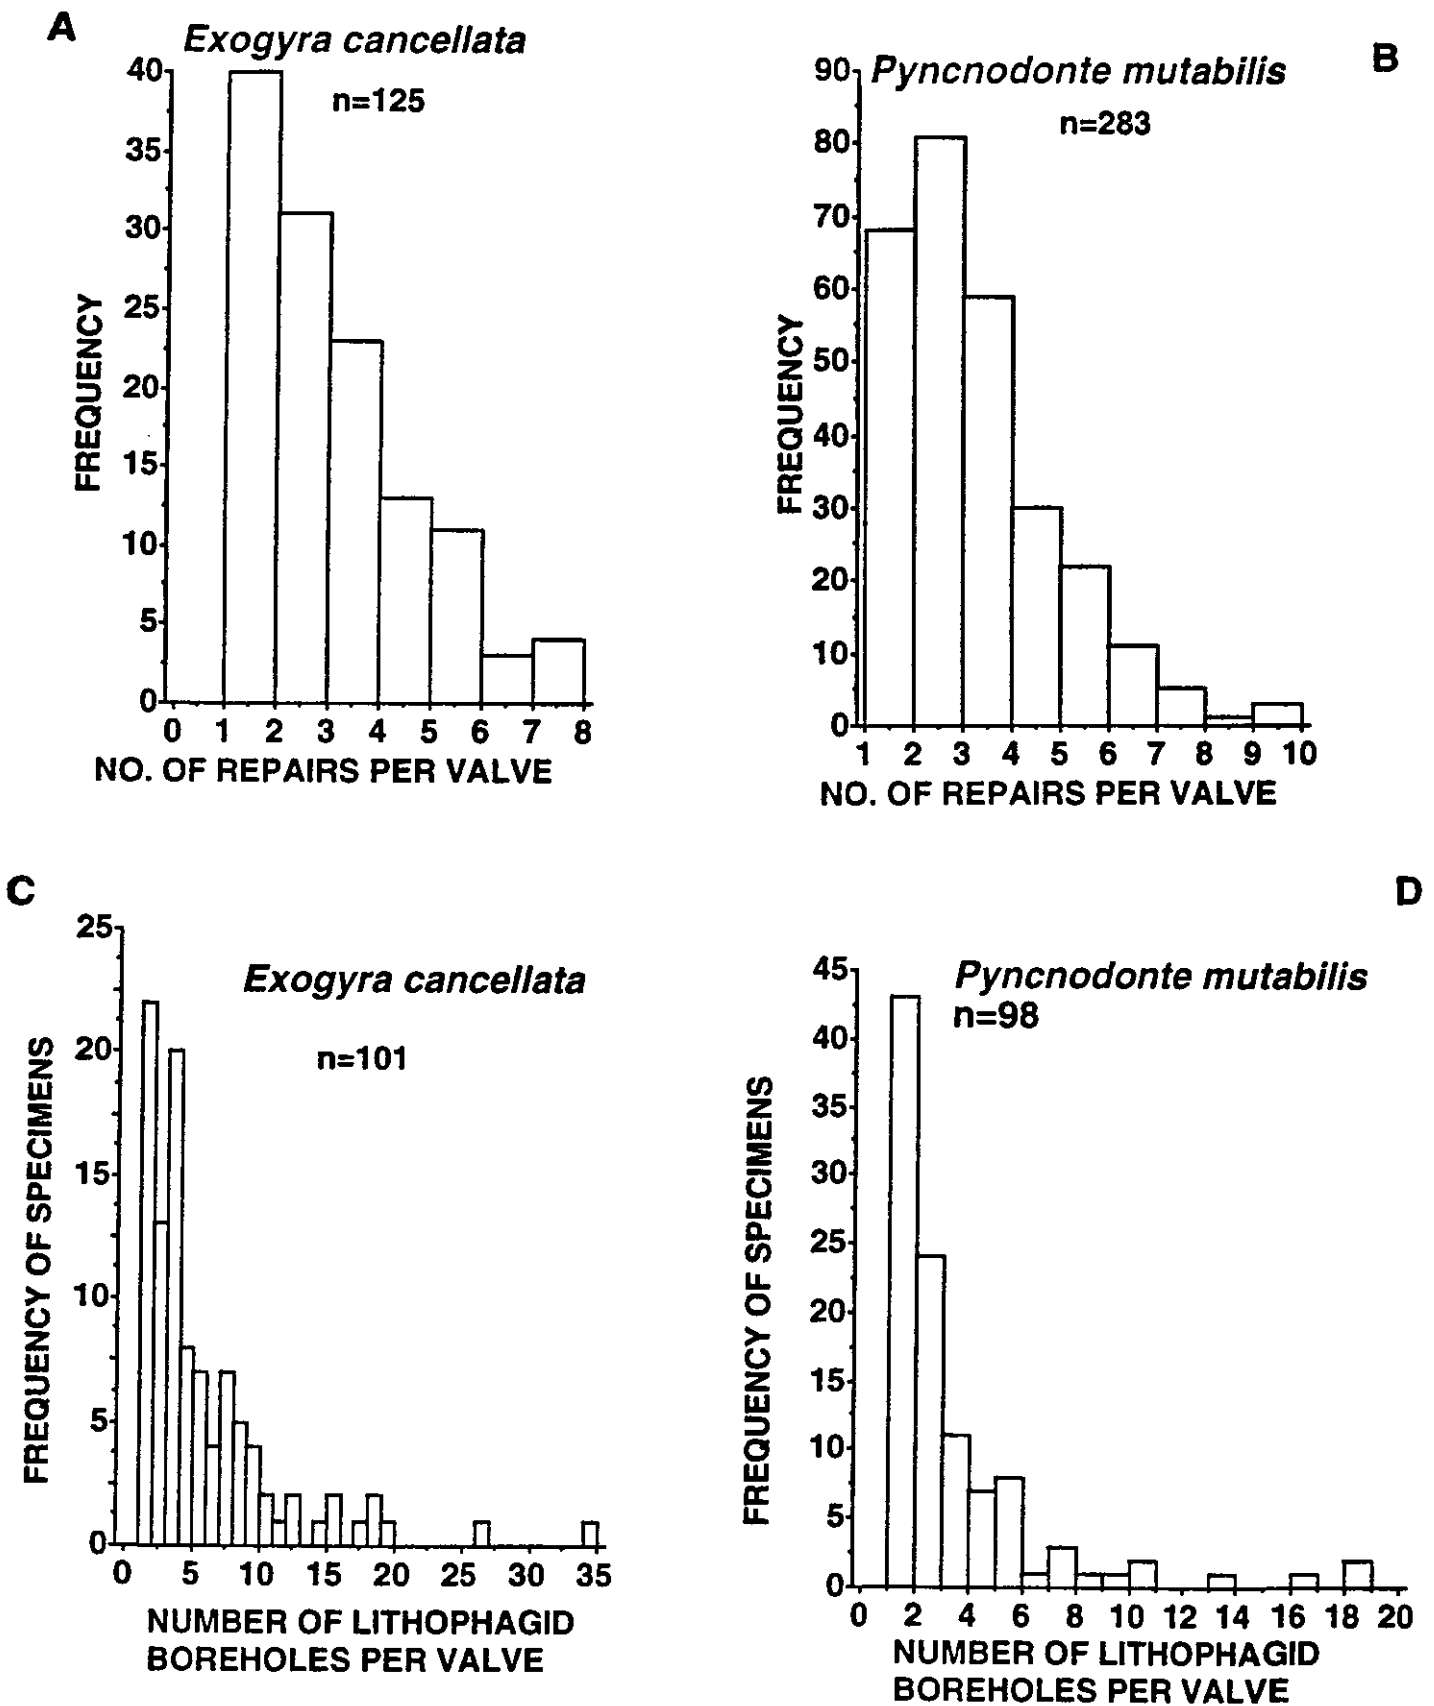 A
Exogyra cancellata
n=125
40
35
30
25
20
15
10
5
0
FREQUENCY
0 1 2 3 4 5 6 7 8
NO. OF REPAIRS PER VALVE
B
Pyncnodonte mutabilis
n=283
90
80
70
60
50
40
30
20
10
0
FREQUENCY
1 2 3 4 5 6 7 8 9 10
NO. OF REPAIRS PER VALVE
C
Exogyra cancellata
n=101
25
20
15
10
5
0
FREQUENCY OF SPECIMENS
0 5 10 15 20 25 30 35
NUMBER OF LITHOPHAGID
BOREHOLES PER VALVE
D
Pyncnodonte mutabilis
n=98
45
40
35
30
25
20
15
10
5
0
FREQUENCY OF SPECIMENS
0 2 4 6 8 10 12 14 16 18 20
NUMBER OF LITHOPHAGID
BOREHOLES PER VALVE